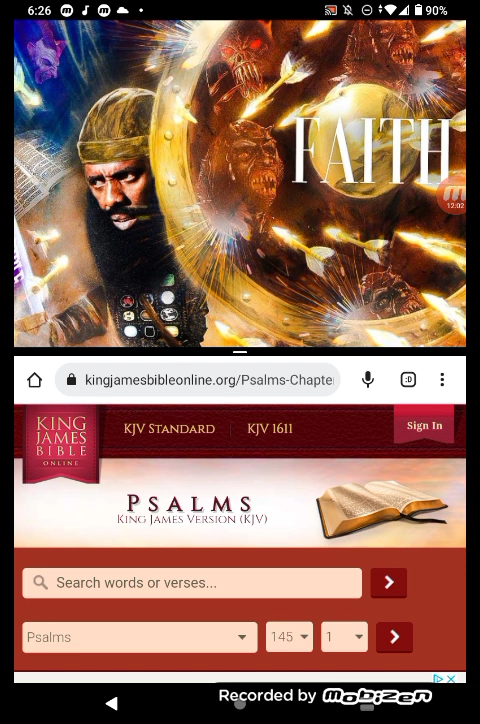 6:26
90%
FAITH
12:02
kingjamesbibleonline.org/Psalms-Chapte
:D
KING
JAMES
BIBLE
ONLINE
KJV STANDARD
KJV 1611
Sign In
PSALMS
KING JAMES VERSION (KJV)
Search words or verses...
Psalms
145
1
Recorded by Mobizen